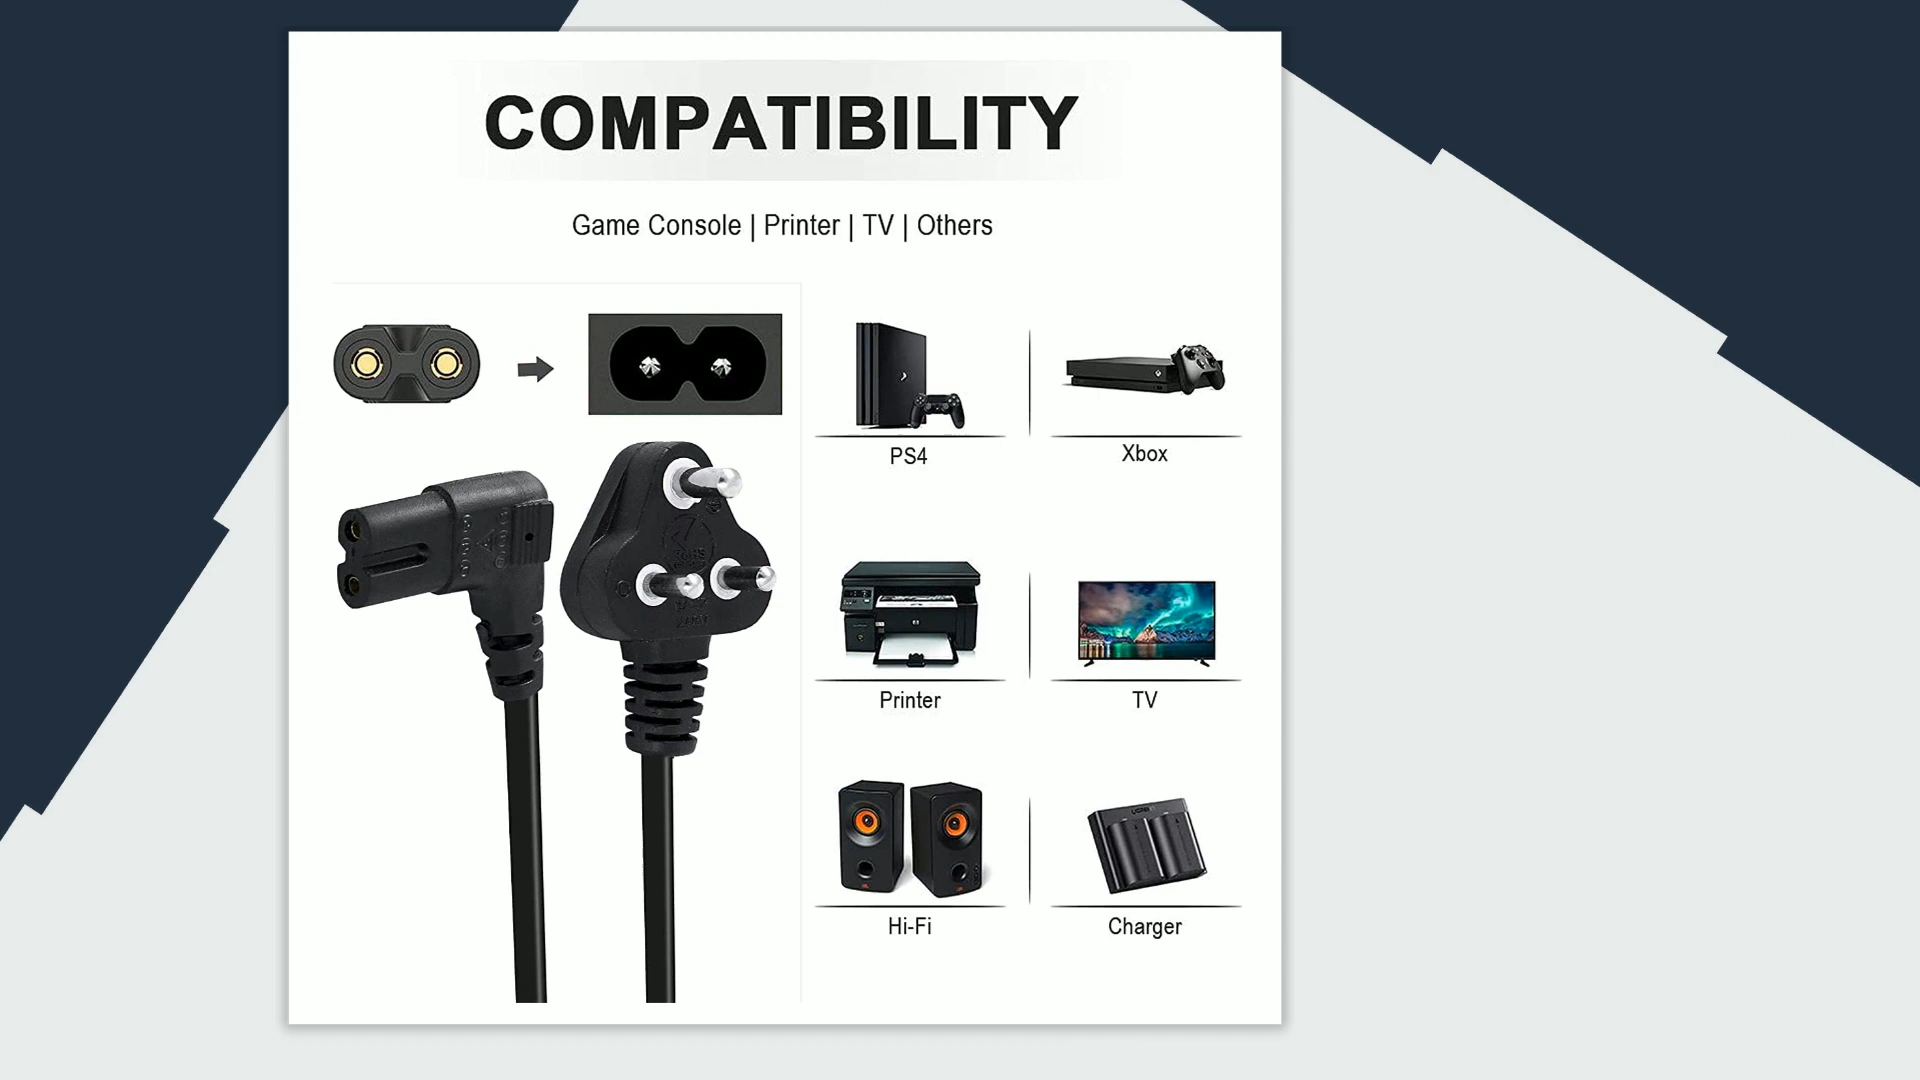 COMPATIBILITY
Game Console | Printer | TV | Others
PS4
Xbox
Printer
TV
Hi-Fi
Charger